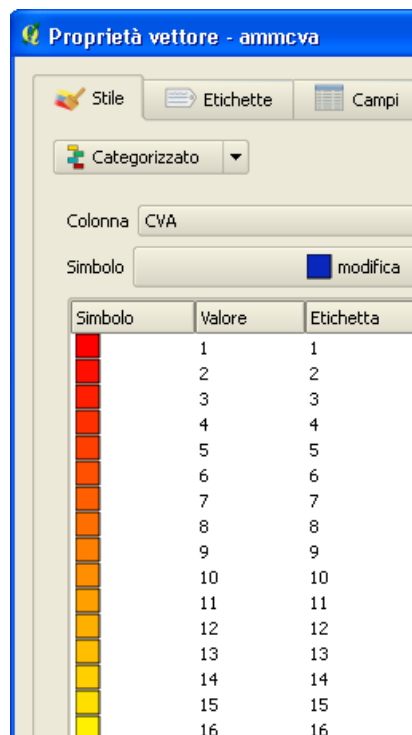 Proprietà vettore - ammcva
Stile Etichette Campi
Categorizzato
Colonna CVA
Simbolo modifica
Simbolo Valore Etichetta
1 1
2 2
3 3
4 4
5 5
6 6
7 7
8 8
9 9
10 10
11 11
12 12
13 13
14 14
15 15
16 16